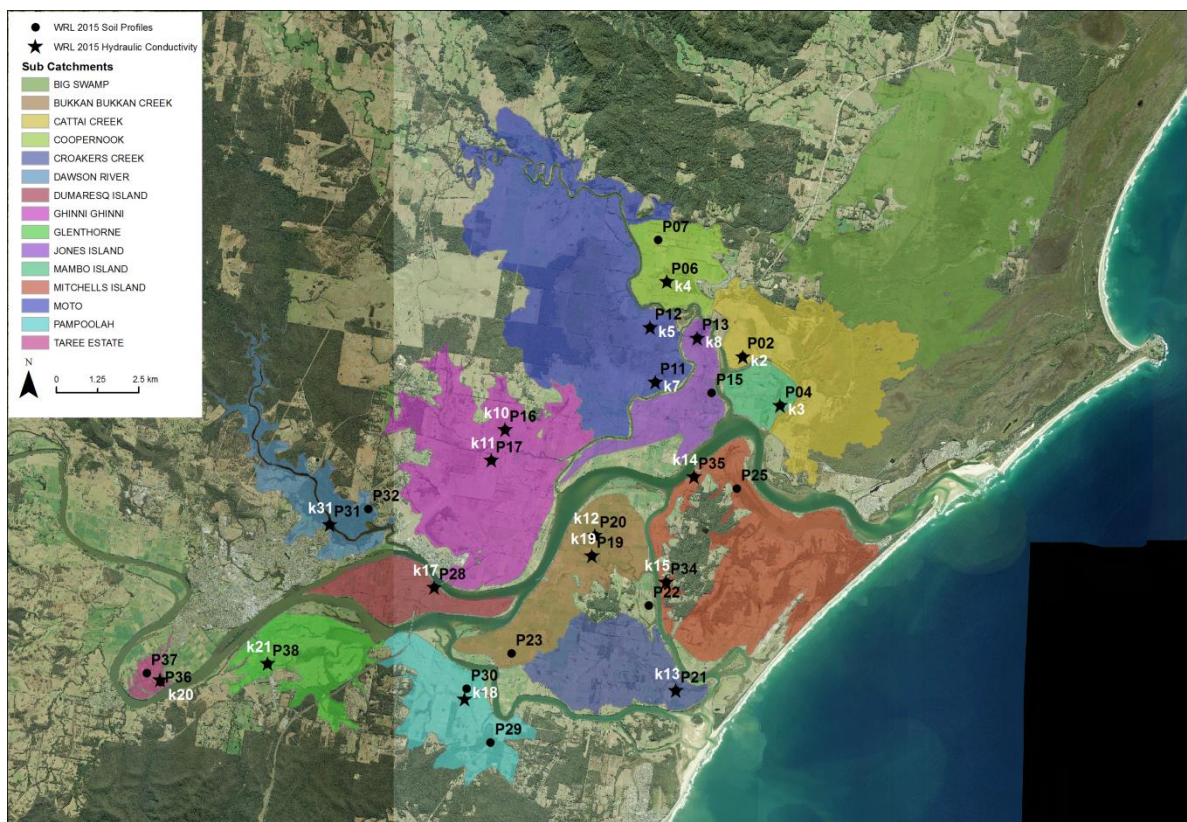 WRL 2015 Soil Profiles
WRL 2015 Hydraulic Conductivity
Sub Catchments
BIG SWAMP
BUKKAN BUKKAN CREEK
CATTAI CREEK
COOPERNOOK
CROAKERS CREEK
DAWSON RIVER
DUMARESQ ISLAND
GHINNI GHINNI
GLENTHORNE
JONES ISLAND
MAMBO ISLAND
MITCHELLS ISLAND
MOTO
PAMPOOLAH
TAREE ESTATE
N
0 1.25 2.5 km
P07
P06
k4
P12
k5
P13
k8
P02
k2
P11
k7
P15
P04
k3
k10 P16
k11 P17
k14 P35
P25
P32
k31 P31
k12 P20
k19 P19
k17 P28
k15 P34
P22
P23
k21 P38
P37
P36
k20
P30
k18
k13 P21
P29